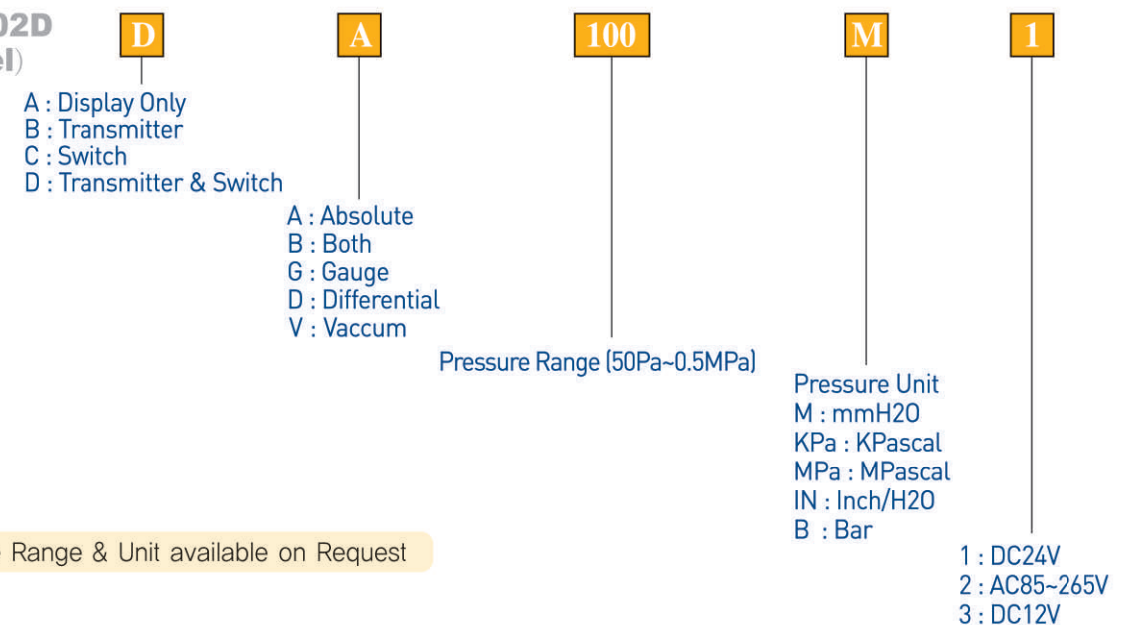 02D
D A 100 M 1
A : Display Only
B : Transmitter
C : Switch
D : Transmitter & Switch
A : Absolute
B : Both
G : Gauge
D : Differential
V : Vaccum
Pressure Range (50Pa~0.5MPa)
Pressure Unit
M : mmH2O
KPa : KPascal
MPa : MPascal
IN : Inch/H2O
B : Bar
Range & Unit available on Request
1 : DC24V
2 : AC85~265V
3 : DC12V